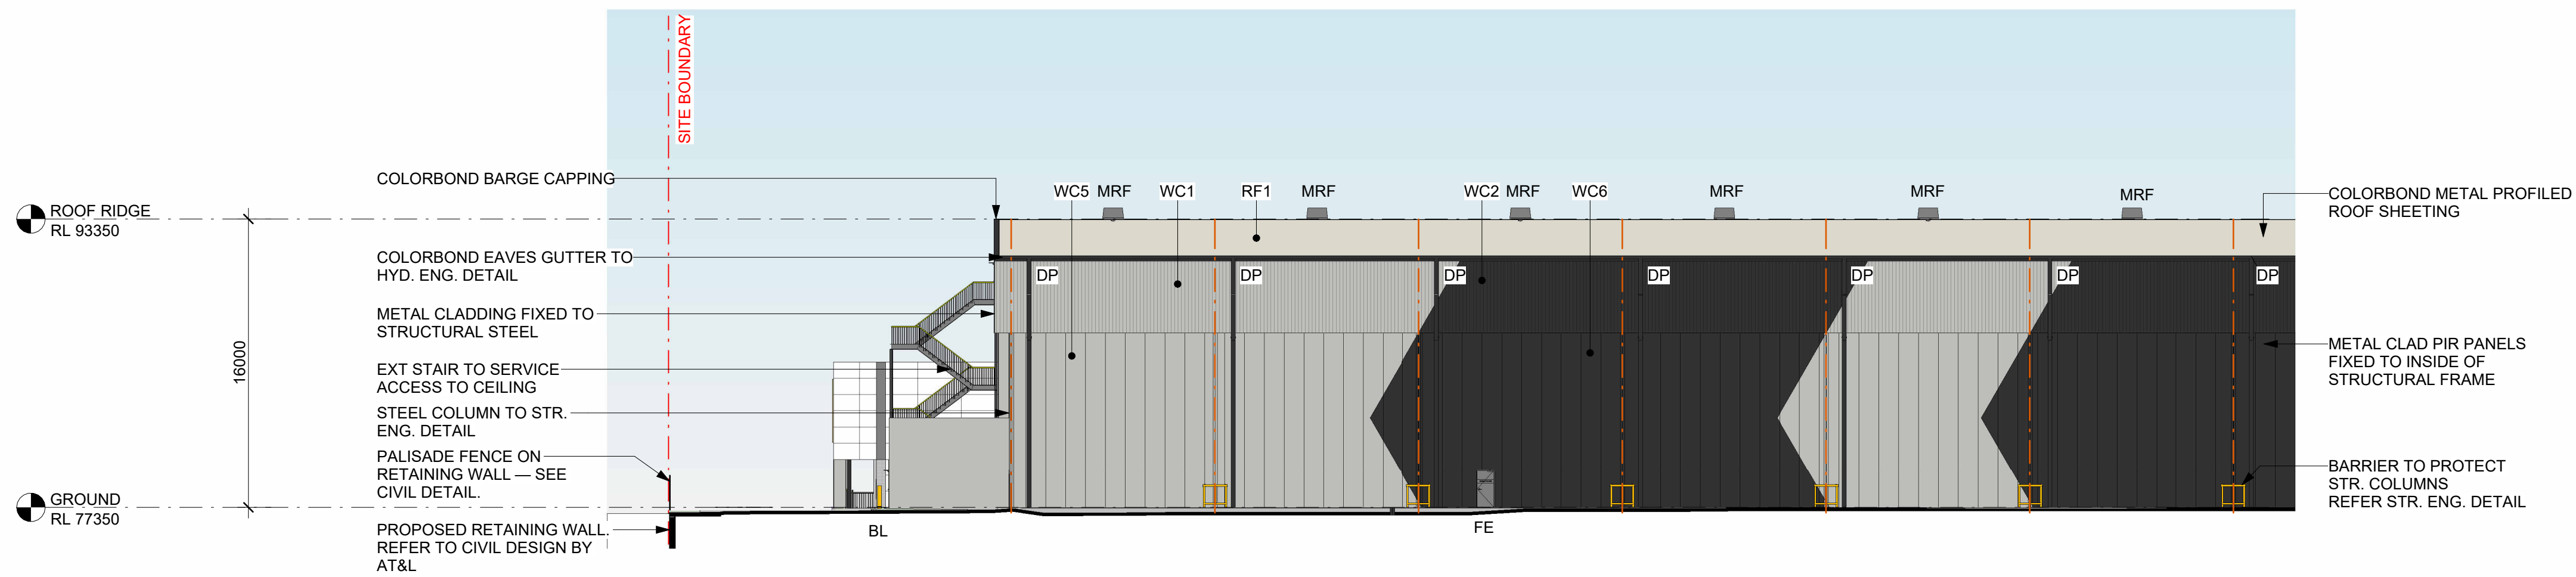 SITE BOUNDARY
COLORBOND BARGE CAPPING
WC5 MRF WC1 RF1 MRF WC2 MRF WC6 MRF MRF MRF
COLORBOND METAL PROFILED
ROOF SHEETING
ROOF RIDGE
RL 93350
COLORBOND EAVES GUTTER TO
HYD. ENG. DETAIL
DP DP DP DP DP DP DP
METAL CLADDING FIXED TO
STRUCTURAL STEEL
16000
METAL CLAD PIR PANELS
FIXED TO INSIDE OF
STRUCTURAL FRAME
EXT STAIR TO SERVICE
ACCESS TO CEILING
STEEL COLUMN TO STR.
ENG. DETAIL
PALISADE FENCE ON
RETAINING WALL — SEE
CIVIL DETAIL.
BARRIER TO PROTECT
STR. COLUMNS
REFER STR. ENG. DETAIL
GROUND
RL 77350
PROPOSED RETAINING WALL.
REFER TO CIVIL DESIGN BY
AT&L
BL FE